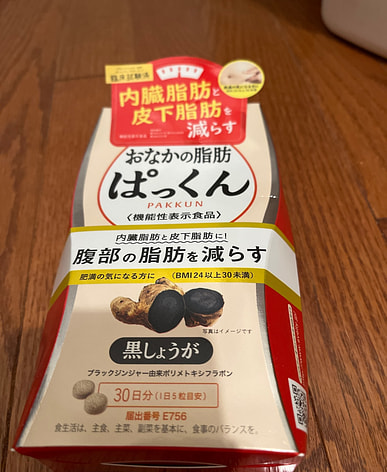 臨床試験済
内臓脂肪と
皮下脂肪を
減らす
機能性表示食品
おなかの脂肪
ぱっくん
PAKKUN
〈機能性表示食品〉
内臓脂肪と皮下脂肪に!
腹部の脂肪を減らす
肥満の気になる方に (BMI24以上30未満)
写真はイメージです
黒しょうが
ブラックジンジャー由来ポリメトキシフラボン
30日分(1日5粒目安)
届出番号 E756
食生活は、主食、主菜、副菜を基本に、食事のバランスを。